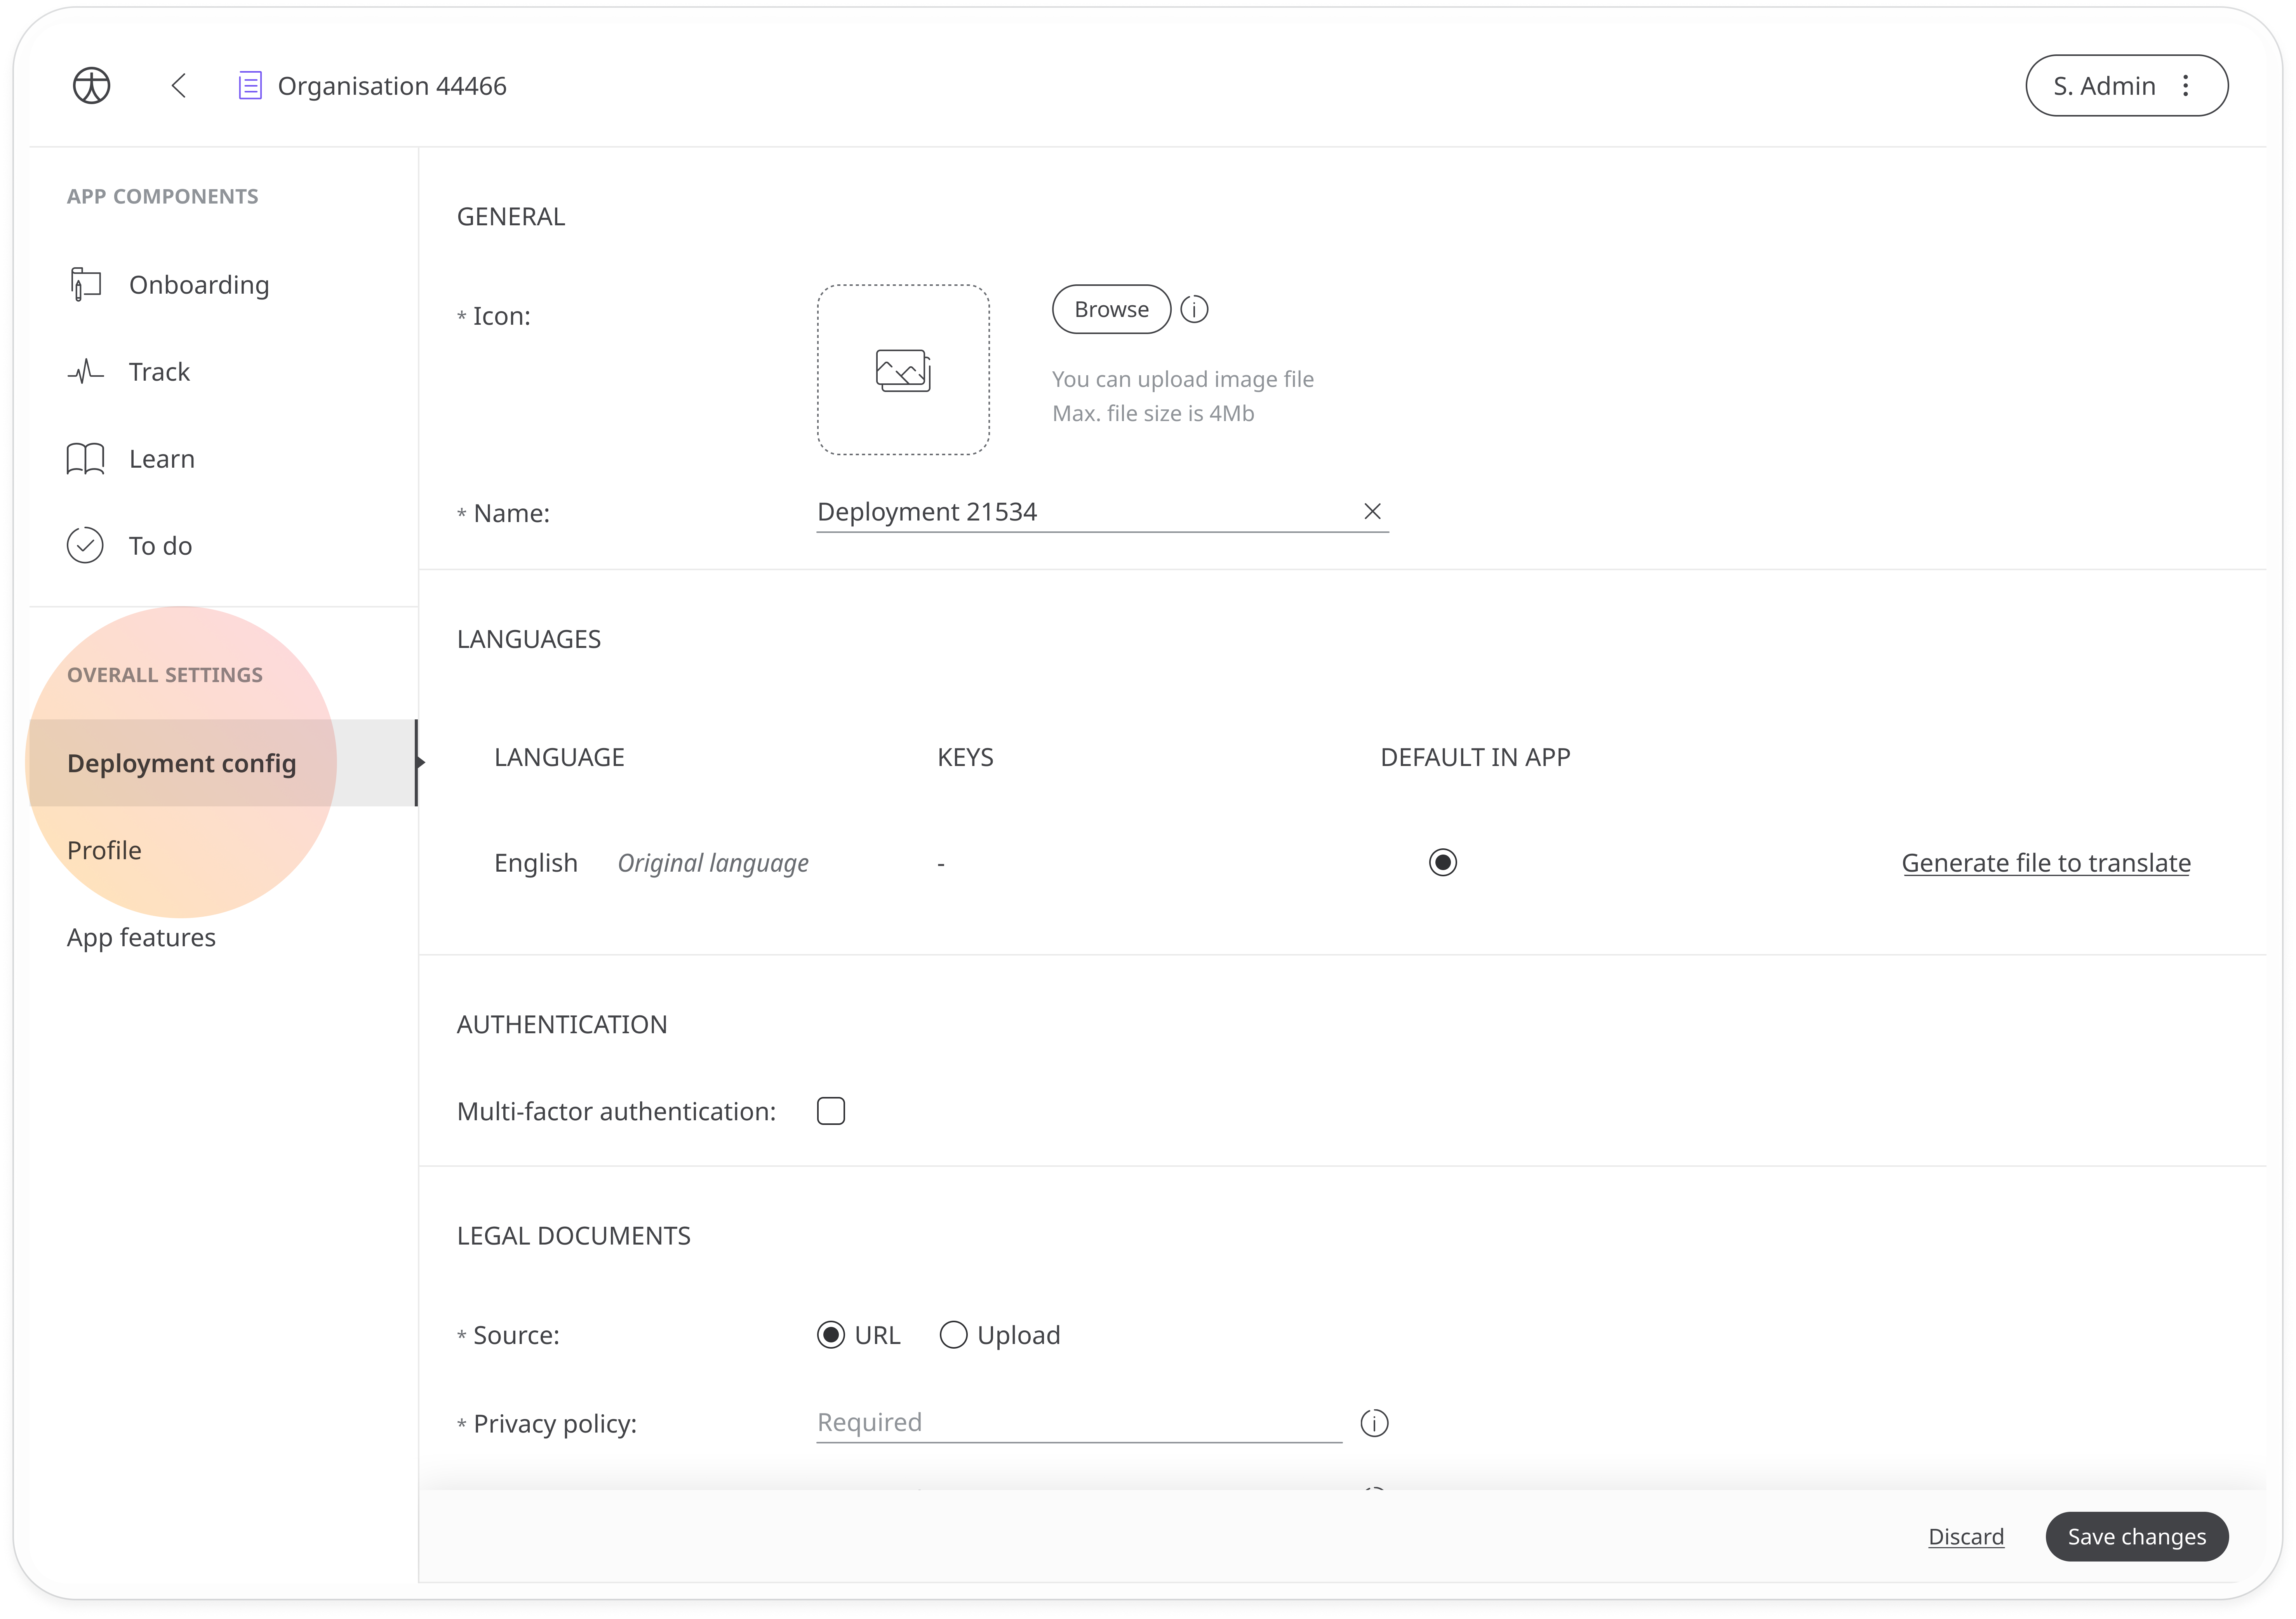 Organisation 44466
S. Admin
APP COMPONENTS
Onboarding
Track
Learn
To do
OVERALL SETTINGS
Deployment config
Profile
App features
GENERAL
* Icon:
Browse
You can upload image file
Max. file size is 4Mb
* Name:
Deployment 21534
LANGUAGES
LANGUAGE KEYS DEFAULT IN APP
English Original language - Generate file to translate
AUTHENTICATION
Multi-factor authentication:
LEGAL DOCUMENTS
* Source: URL Upload
* Privacy policy: Required
Discard Save changes